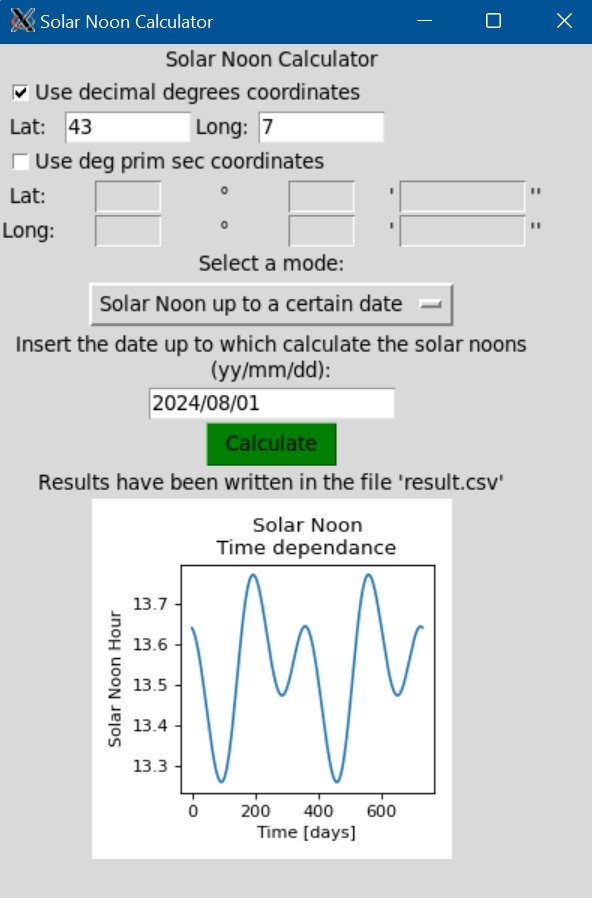 Solar Noon Calculator
Solar Noon Calculator
Use decimal degrees coordinates
Lat: 43 Long: 7
Use deg prim sec coordinates
Lat: ° ' "
Long: ° ' "
Select a mode:
Solar Noon up to a certain date
Insert the date up to which calculate the solar noons
(yy/mm/dd):
2024/08/01
Calculate
Results have been written in the file 'result.csv'
Solar Noon
Time dependance
Solar Noon Hour
13.7
13.6
13.5
13.4
13.3
0 200 400 600
Time [days]